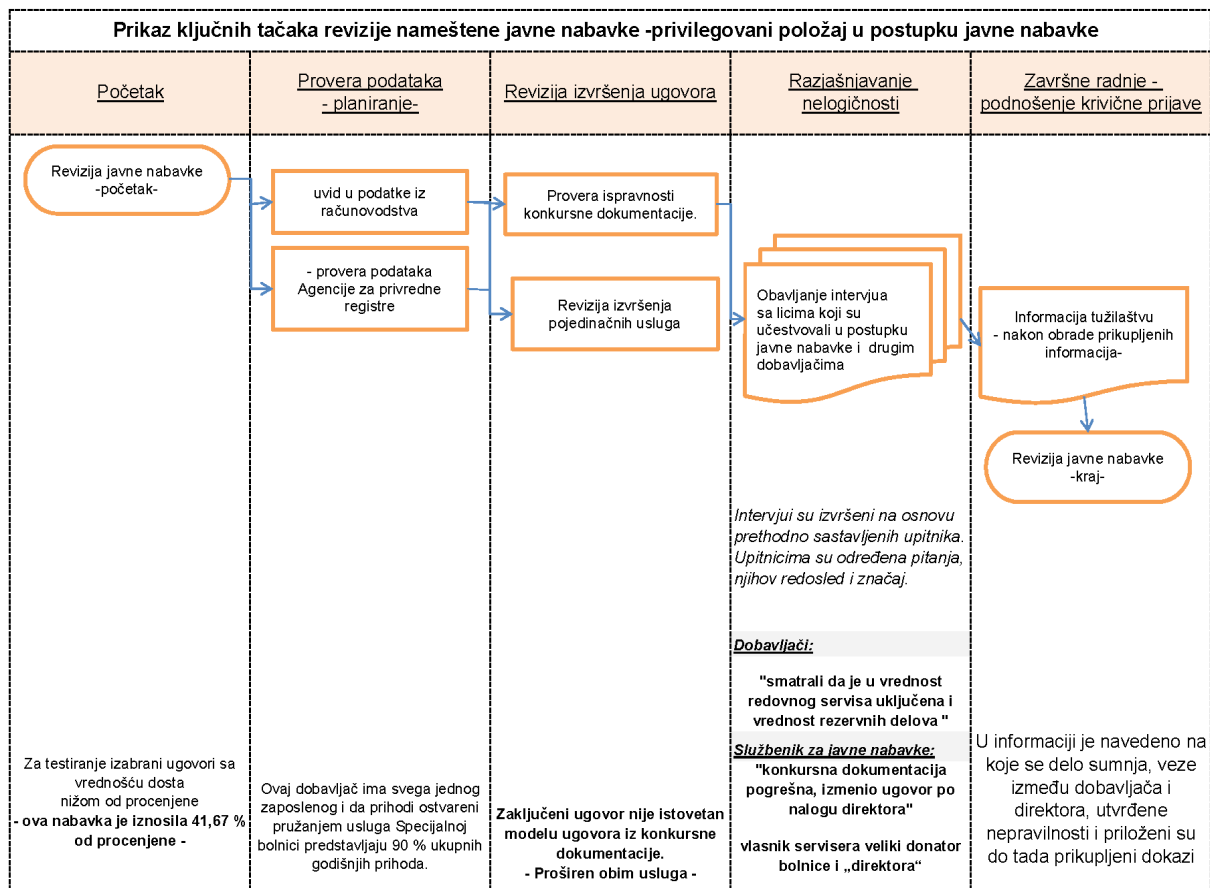 Prikaz ključnih tačaka revizije nameštene javne nabavke -privilegovani položaj u postupku javne nabavke
Početak
Provera podataka
- planiranje-
Revizija izvršenja ugovora
Razjašnjavanje
nelogičnosti
Završne radnje -
podnošenje krivične prijave
Revizija javne nabavke
-početak-
uvid u podatke iz
računovodstva
- provera podataka
Agencije za privredne
registre
Provera ispravnosti
konkursne dokumentacije.
Revizija izvršenja
pojedinačnih usluga
Obavljanje intervjua
sa licima koji su
učestvovali u postupku
javne nabavke i  drugim
dobavljačima
Informacija tužilaštvu
- nakon obrade prikupljenih
informacija-
Revizija javne nabavke
-kraj-
Za testiranje izabrani ugovori sa
vrednošću dosta
nižom od procenjene
- ova nabavka je iznosila 41,67 %
od procenjene -
Ovaj dobavljač ima svega jednog
zaposlenog i da prihodi ostvareni
pružanjem usluga Specijalnoj
bolnici predstavljaju 90 % ukupnih
godišnjih prihoda.
Zaključeni ugovor nije istovetan
modelu ugovora iz konkursne
dokumentacije.
- Proširen obim usluga -
Intervjui su izvršeni na osnovu
prethodno sastavljenih upitnika.
Upitnicima su određena pitanja,
njihov redosled i značaj.
Dobavljači:
"smatrali da je u vrednost
redovnog servisa uključena i
vrednost rezervnih delova "
Službenik za javne nabavke:
"konkursna dokumentacija
pogrešna, izmenio ugovor po
nalogu direktora"
vlasnik servisera veliki donator
bolnice i „direktora“
U informaciji je navedeno na
koje se delo sumnja, veze
između dobavljača i
direktora, utvrđene
nepravilnosti i priloženi su
do tada prikupljeni dokazi